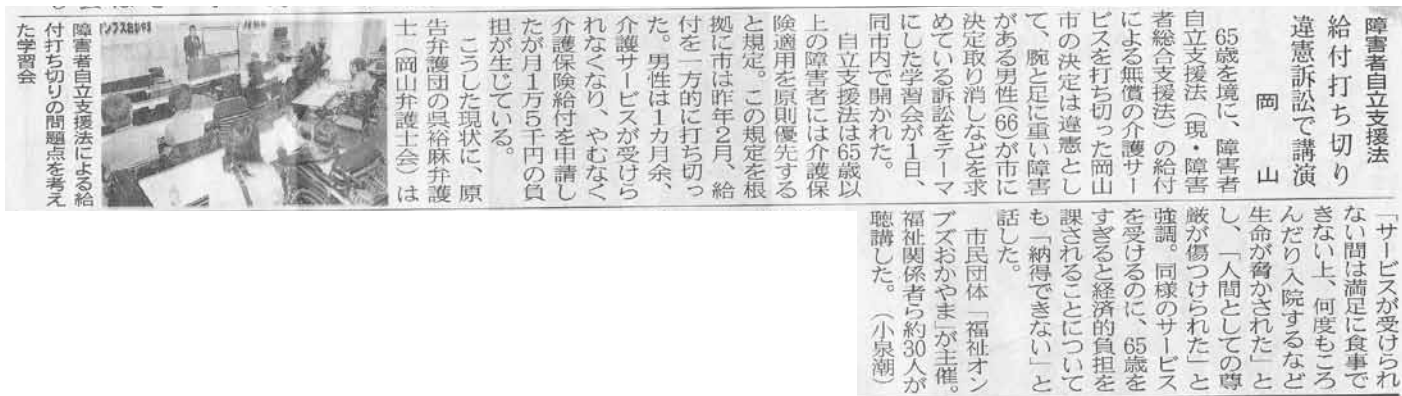 障害者自立支援法
給付打ち切り
違憲訴訟で講演
岡山
65歳を境に、障害者
自立支援法（現・障害
者総合支援法）の給付
による無償の介護サー
ビスを打ち切った岡山
市の決定は違憲とし
て、腕と足に重い障害
がある男性(66)が市に
決定取り消しなどを求
めている訴訟をテーマ
にした学習会が1日、
同市内で開かれた。
自立支援法は65歳以
上の障害者には介護保
険適用を原則優先する
と規定。この規定を根
拠に市は昨年2月、給
付を一方的に打ち切っ
た。男性は1カ月余、
介護サービスが受けら
れなくなり、やむなく
介護保険給付を申請し
たが月1万5千円の負
担が生じている。
こうした現状に、原
告弁護団の呉裕麻弁護
士（岡山弁護士会）は
「サービスが受けられ
ない間は満足に食事で
きない上、何度もころ
んだり入院するなど
生命が脅かされた」と
し、「人間としての尊
厳が傷つけられた」と
強調。同様のサービス
を受けるのに、65歳を
すぎると経済的負担を
課されることについて
も「納得できない」と
話した。
市民団体「福祉オン
ブズおかやま」が主催。
福祉関係者ら約30人が
聴講した。（小泉潮）
障害者自立支援法による給
付打ち切りの問題点を考え
た学習会